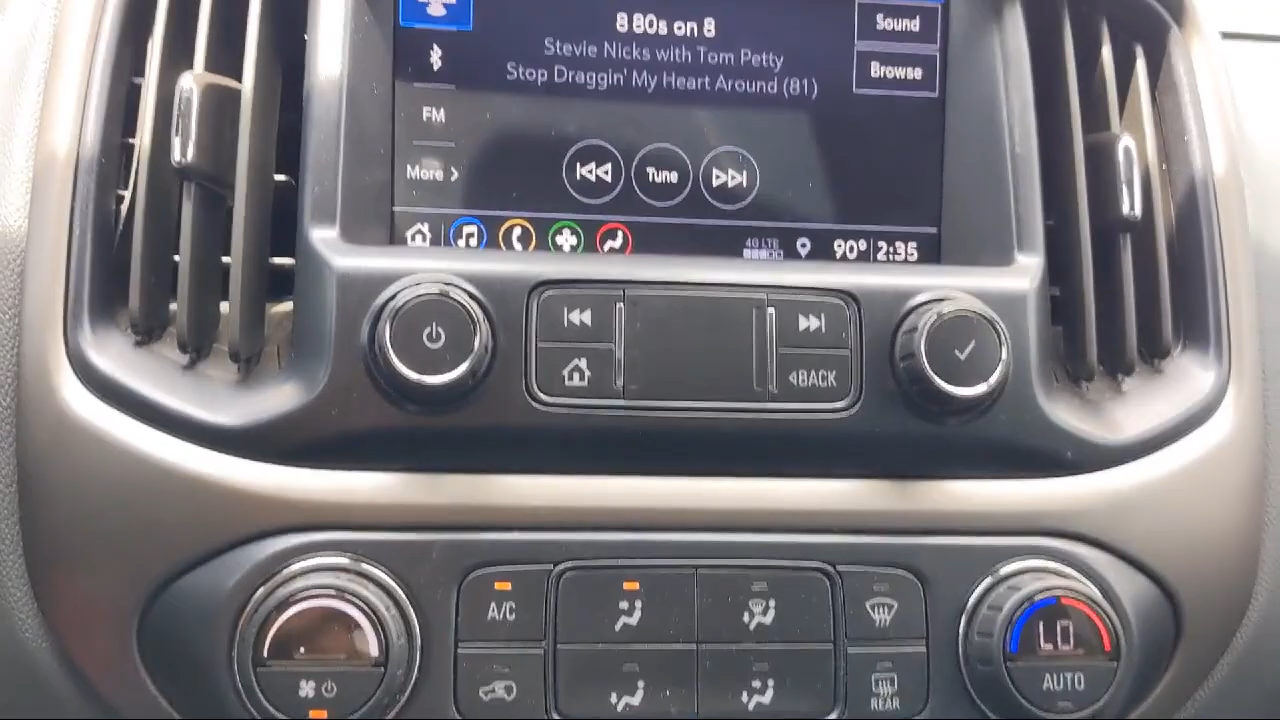 8 80s on 8
Sound
Stevie Nicks with Tom Petty
Stop Draggin' My Heart Around (81)
Browse
FM
More
Tune
4G LTE
90° 2:35
BACK
A/C
LO
AUTO
REAR